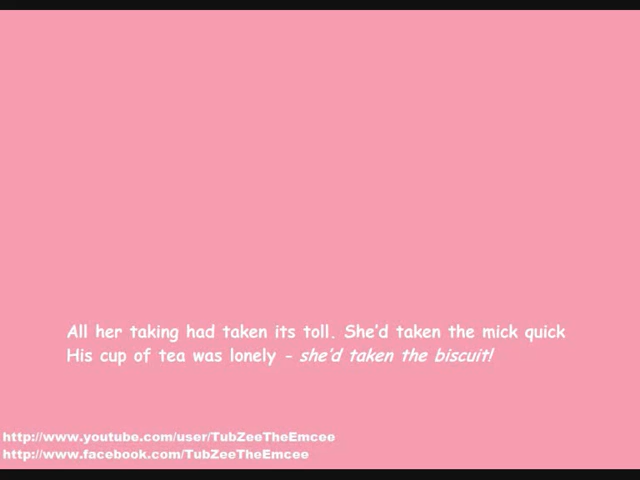 All her taking had taken its toll. She'd taken the mick quick
His cup of tea was lonely - she'd taken the biscuit!
http://www.youtube.com/user/TubZeeTheEmcee
http://www.facebook.com/TubZeeTheEmcee